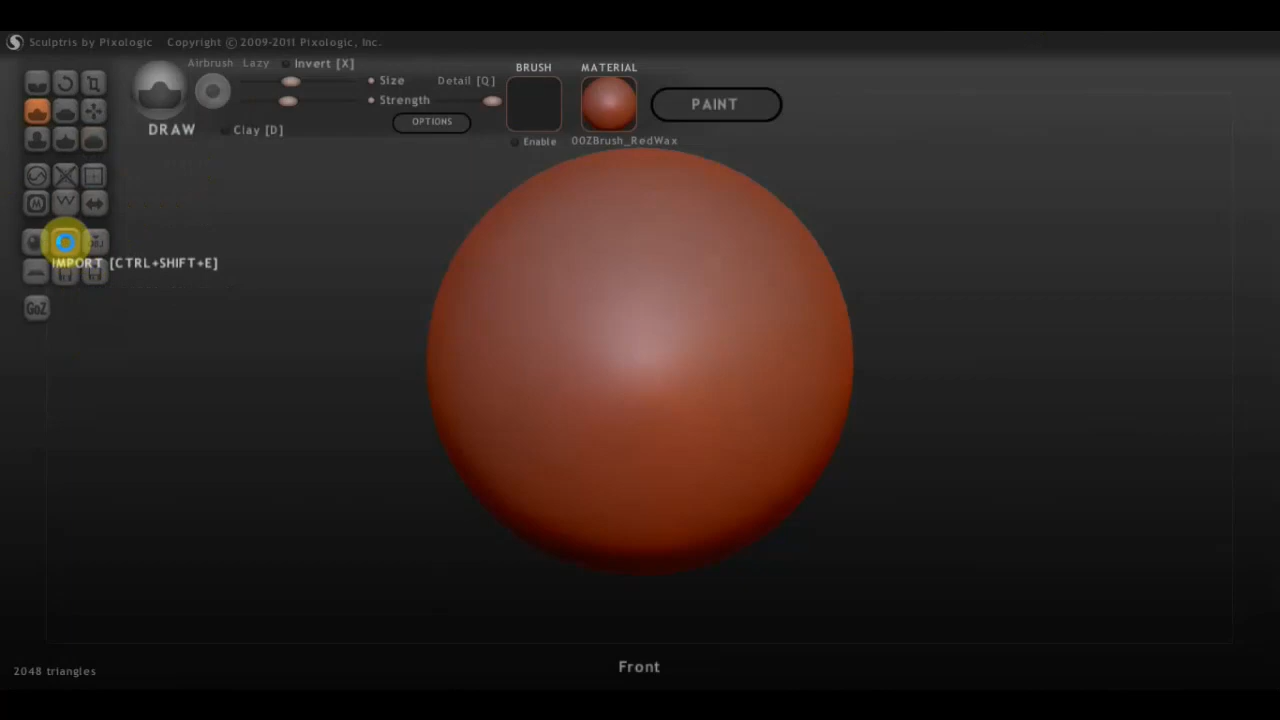 Sculptris by Pixologic Copyright © 2009-2011 Pixologic, Inc.
Airbrush Lazy Invert [X]
BRUSH MATERIAL
Size Detail [Q]
Strength
PAINT
OPTIONS
DRAW Clay [D]
Enable 00ZBrush_RedWax
OBJ
IMPORT [CTRL+SHIFT+E]
GoZ
Front
2048 triangles